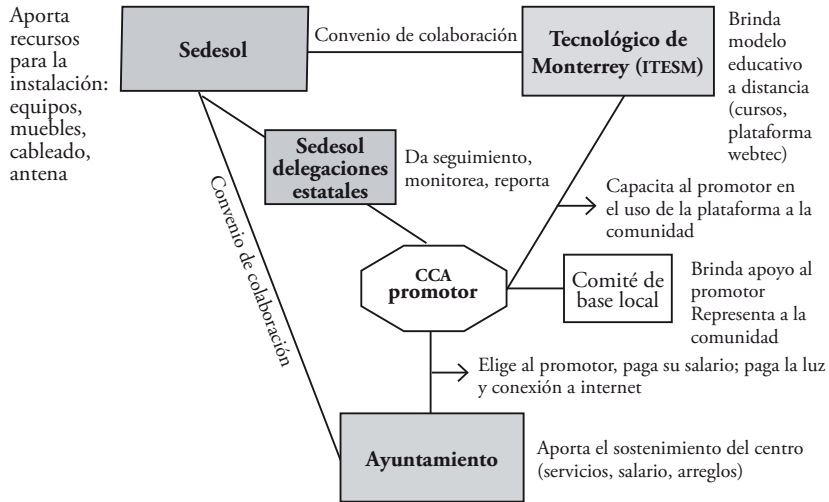 Aporta
recursos
para la
instalación:
equipos,
muebles,
cableado,
antena
Sedesol
Convenio de colaboración
Tecnológico de
Monterrey (ITESM)
Brinda
modelo
educativo
a distancia
(cursos,
plataforma
webtec)
Sedesol
delegaciones
estatales
Da seguimiento,
monitorea, reporta
Convenio de colaboración
Capacita al promotor en
el uso de la plataforma a la
comunidad
CCA
promotor
Comité de
base local
Brinda apoyo al
promotor
Representa a la
comunidad
Elige al promotor, paga su salario; paga la luz
y conexión a internet
Ayuntamiento
Aporta el sostenimiento del centro
(servicios, salario, arreglos)